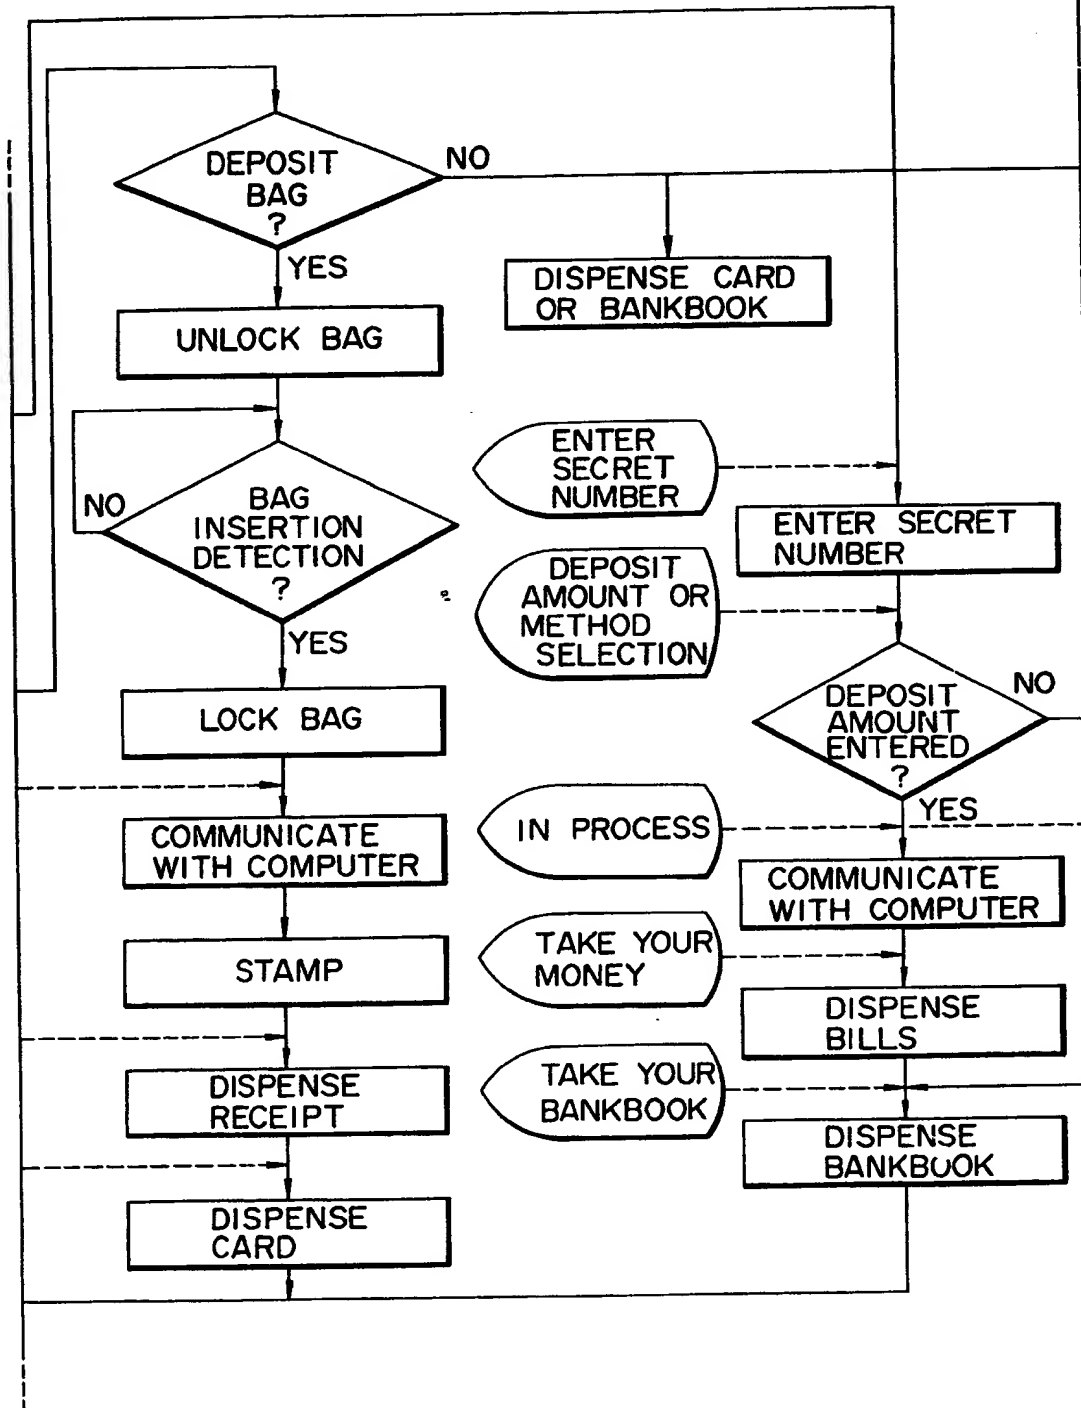 DEPOSIT
BAG
?
NO
YES
DISPENSE CARD
OR BANKBOOK
UNLOCK BAG
NO
BAG
INSERTION
DETECTION
?
YES
LOCK BAG
COMMUNICATE
WITH COMPUTER
STAMP
DISPENSE
RECEIPT
DISPENSE
CARD
ENTER
SECRET
NUMBER
ENTER SECRET
NUMBER
DEPOSIT
AMOUNT OR
METHOD
SELECTION
DEPOSIT
AMOUNT
ENTERED
?
NO
YES
IN PROCESS
COMMUNICATE
WITH COMPUTER
TAKE YOUR
MONEY
DISPENSE
BILLS
TAKE YOUR
BANKBOOK
DISPENSE
BANKBOOK